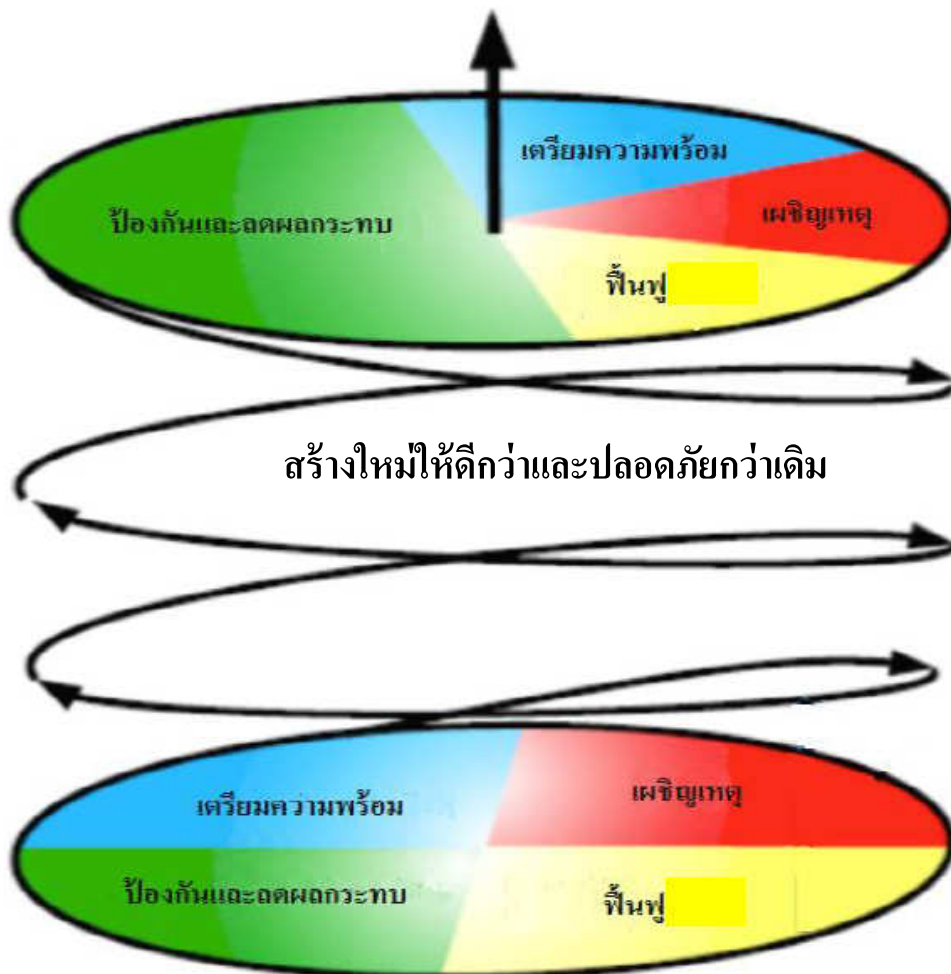 เตรียมความพร้อม
ป้องกันและลดผลกระทบ
เผชิญเหตุ
ฟื้นฟู
สร้างใหม่ให้ดีกว่าและปลอดภัยกว่าเดิม
เตรียมความพร้อม
เผชิญเหตุ
ป้องกันและลดผลกระทบ
ฟื้นฟู